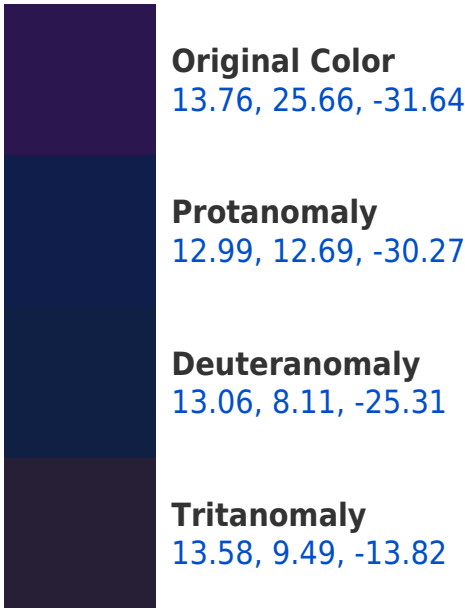 Original Color
13.76, 25.66, -31.64
Protanomaly
12.99, 12.69, -30.27
Deuteranomaly
13.06, 8.11, -25.31
Tritanomaly
13.58, 9.49, -13.82